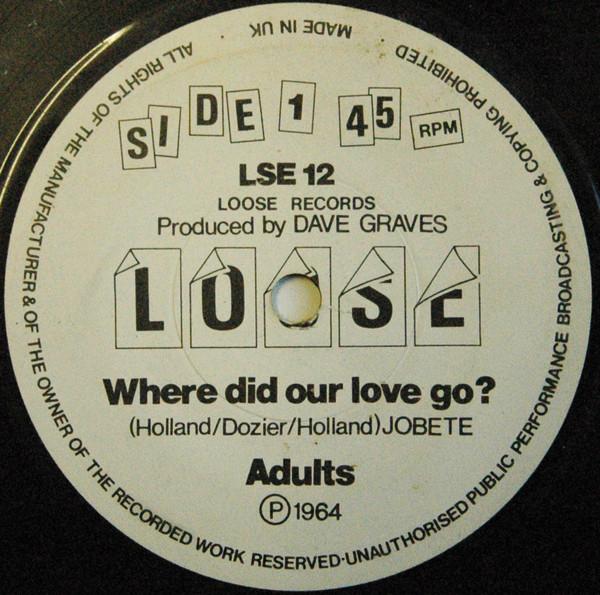 SIDE 1 45 RPM
LSE 12
LOOSE RECORDS
Produced by DAVE GRAVES
LOOSE
Where did our love go?
(Holland/Dozier/Holland) JOBETE
Adults
Ⓟ 1964
ALL RIGHTS OF THE MANUFACTURER & OF THE OWNER OF THE RECORDED WORK RESERVED·UNAUTHORISED PUBLIC PERFORMANCE BROADCASTING & COPYING PROHIBITED
MADE IN UK